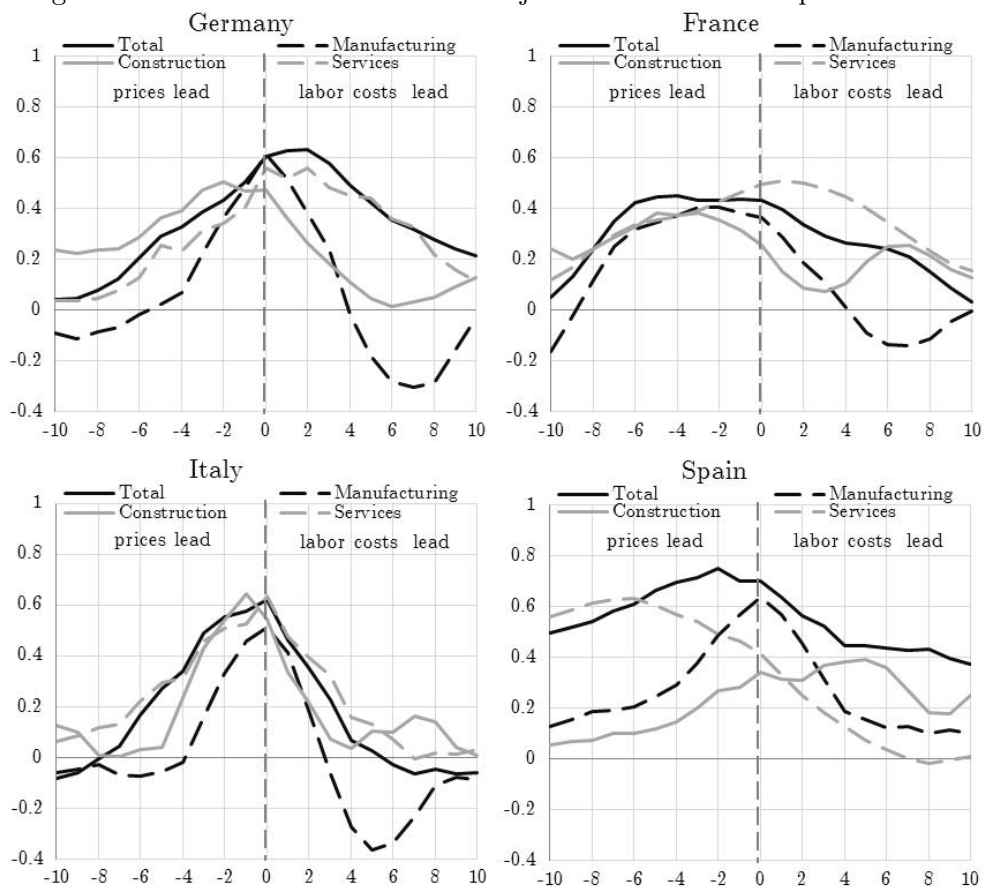 Germany
Total Manufacturing
Construction Services
prices lead labor costs lead
1
0.8
0.6
0.4
0.2
0
-0.2
-0.4
-10 -8 -6 -4 -2 0 2 4 6 8 10
France
Total Manufacturing
Construction Services
prices lead labor costs lead
1
0.8
0.6
0.4
0.2
0
-0.2
-0.4
-10 -8 -6 -4 -2 0 2 4 6 8 10
Italy
Total Manufacturing
Construction Services
prices lead labor costs lead
1
0.8
0.6
0.4
0.2
0
-0.2
-0.4
-10 -8 -6 -4 -2 0 2 4 6 8 10
Spain
Total Manufacturing
Construction Services
prices lead labor costs lead
1
0.8
0.6
0.4
0.2
0
-0.2
-0.4
-10 -8 -6 -4 -2 0 2 4 6 8 10